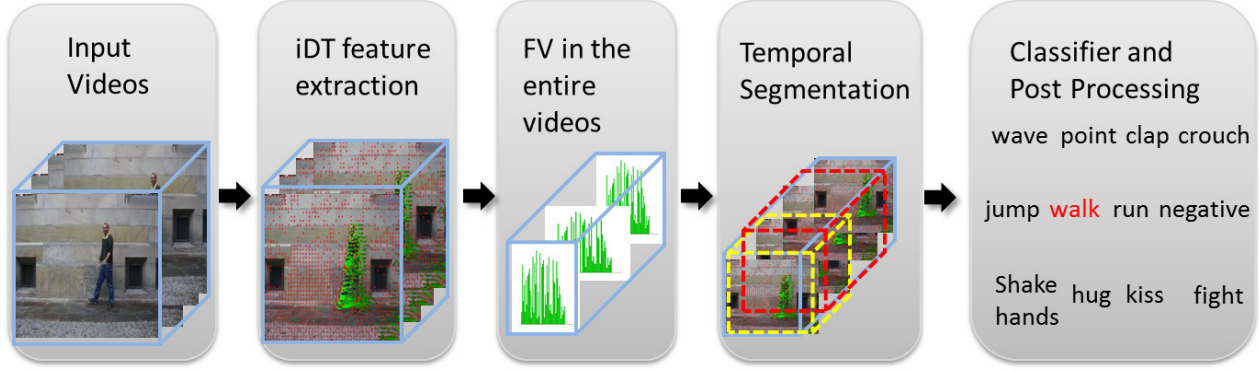 Input
Videos
iDT feature
extraction
FV in the
entire
videos
Temporal
Segmentation
Classifier and
Post Processing
wave point clap crouch
jump walk run negative
Shake
hands
hug kiss fight